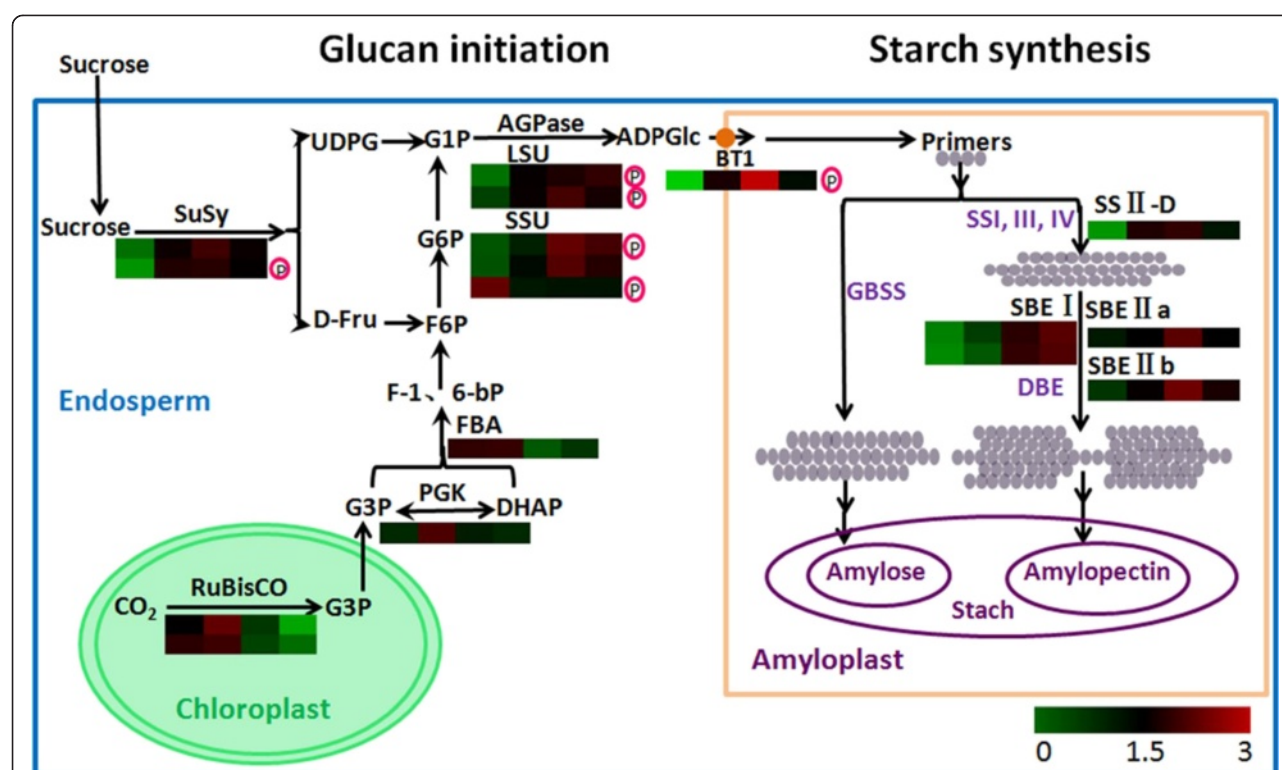 Glucan initiation Starch synthesis
Sucrose
UDPG G1P AGPase ADPGlc Primers
LSU BT1
P
P P
Sucrose SuSy SSI, III, IV SS II-D
SSU
G6P P
P
GBSS
P
D-Fru F6P SBE I SBE II a
SBE II b
F-1、6-bP DBE
Endosperm
FBA
PGK
G3P DHAP
RuBisCO
CO2 G3P
Amylose Amylopectin
Stach
Amyloplast
Chloroplast
0 1.5 3